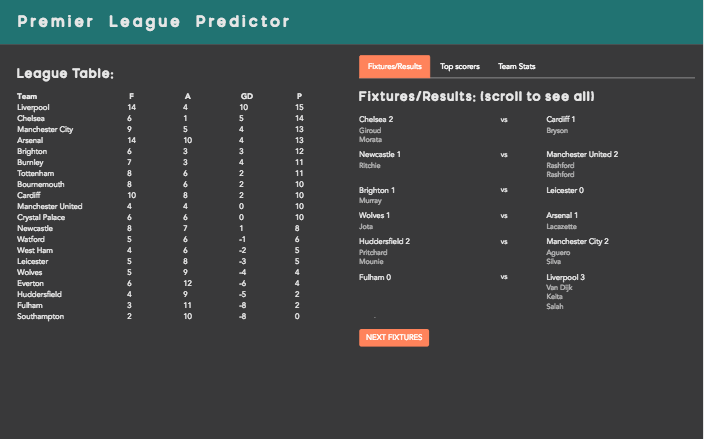 Premier League Predictor
League Table:
Team F A GD P
Liverpool 14 4 10 15
Chelsea 6 1 5 14
Manchester City 9 5 4 13
Arsenal 14 10 4 13
Brighton 6 3 3 12
Burnley 7 3 4 11
Tottenham 8 6 2 11
Bournemouth 8 6 2 10
Cardiff 10 8 2 10
Manchester United 4 4 0 10
Crystal Palace 6 6 0 10
Newcastle 8 7 1 8
Watford 5 6 -1 6
West Ham 4 6 -2 5
Leicester 5 8 -3 5
Wolves 5 9 -4 4
Everton 6 12 -6 4
Huddersfield 4 9 -5 2
Fulham 3 11 -8 2
Southampton 2 10 -8 0
Fixtures/Results Top scorers Team Stats
Fixtures/Results: (scroll to see all)
Chelsea 2 vs Cardiff 1
Giroud Bryson
Morata
Newcastle 1 vs Manchester United 2
Ritchie Rashford
Rashford
Brighton 1 vs Leicester 0
Murray
Wolves 1 vs Arsenal 1
Jota Lacazette
Huddersfield 2 vs Manchester City 2
Pritchard Aguero
Mounie Silva
Fulham 0 vs Liverpool 3
Van Dijk
Keita
Salah
NEXT FIXTURES